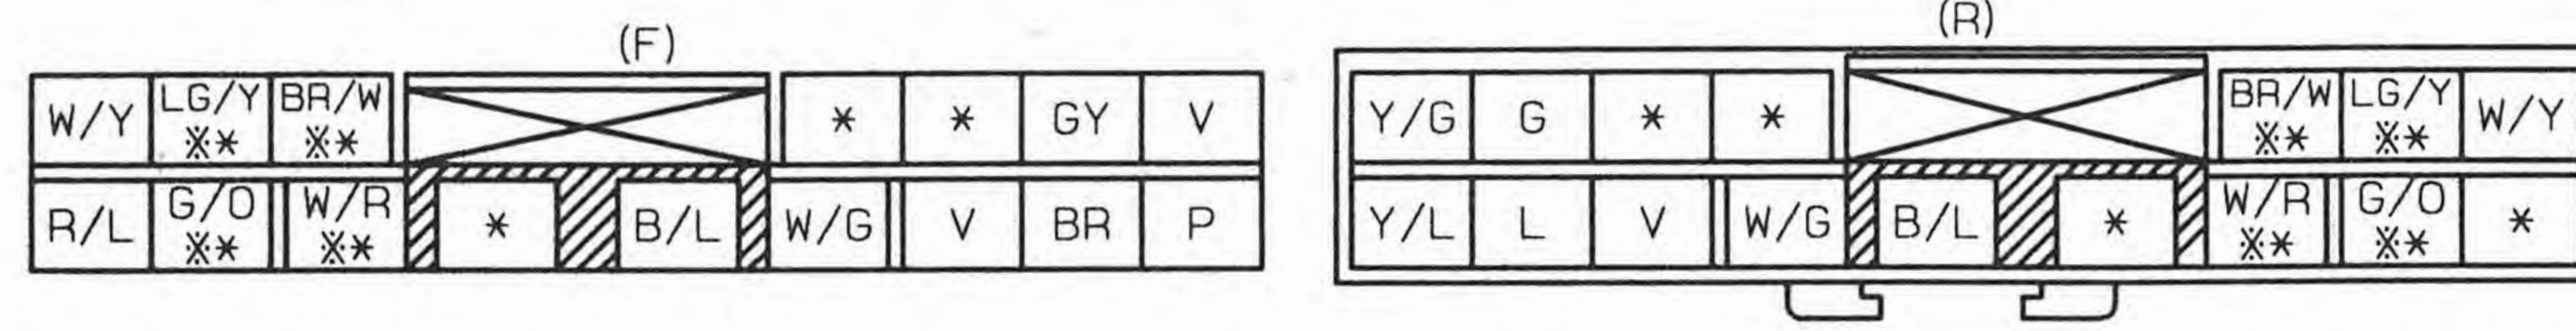 (F) (R)
W/Y LG/Y BR/W * * GY V Y/G G * * BR/W LG/Y W/Y
※* ※* ※* ※*
R/L G/O W/R * B/L W/G V BR P Y/L L V W/G B/L * W/R G/O *
※* ※* ※* ※*